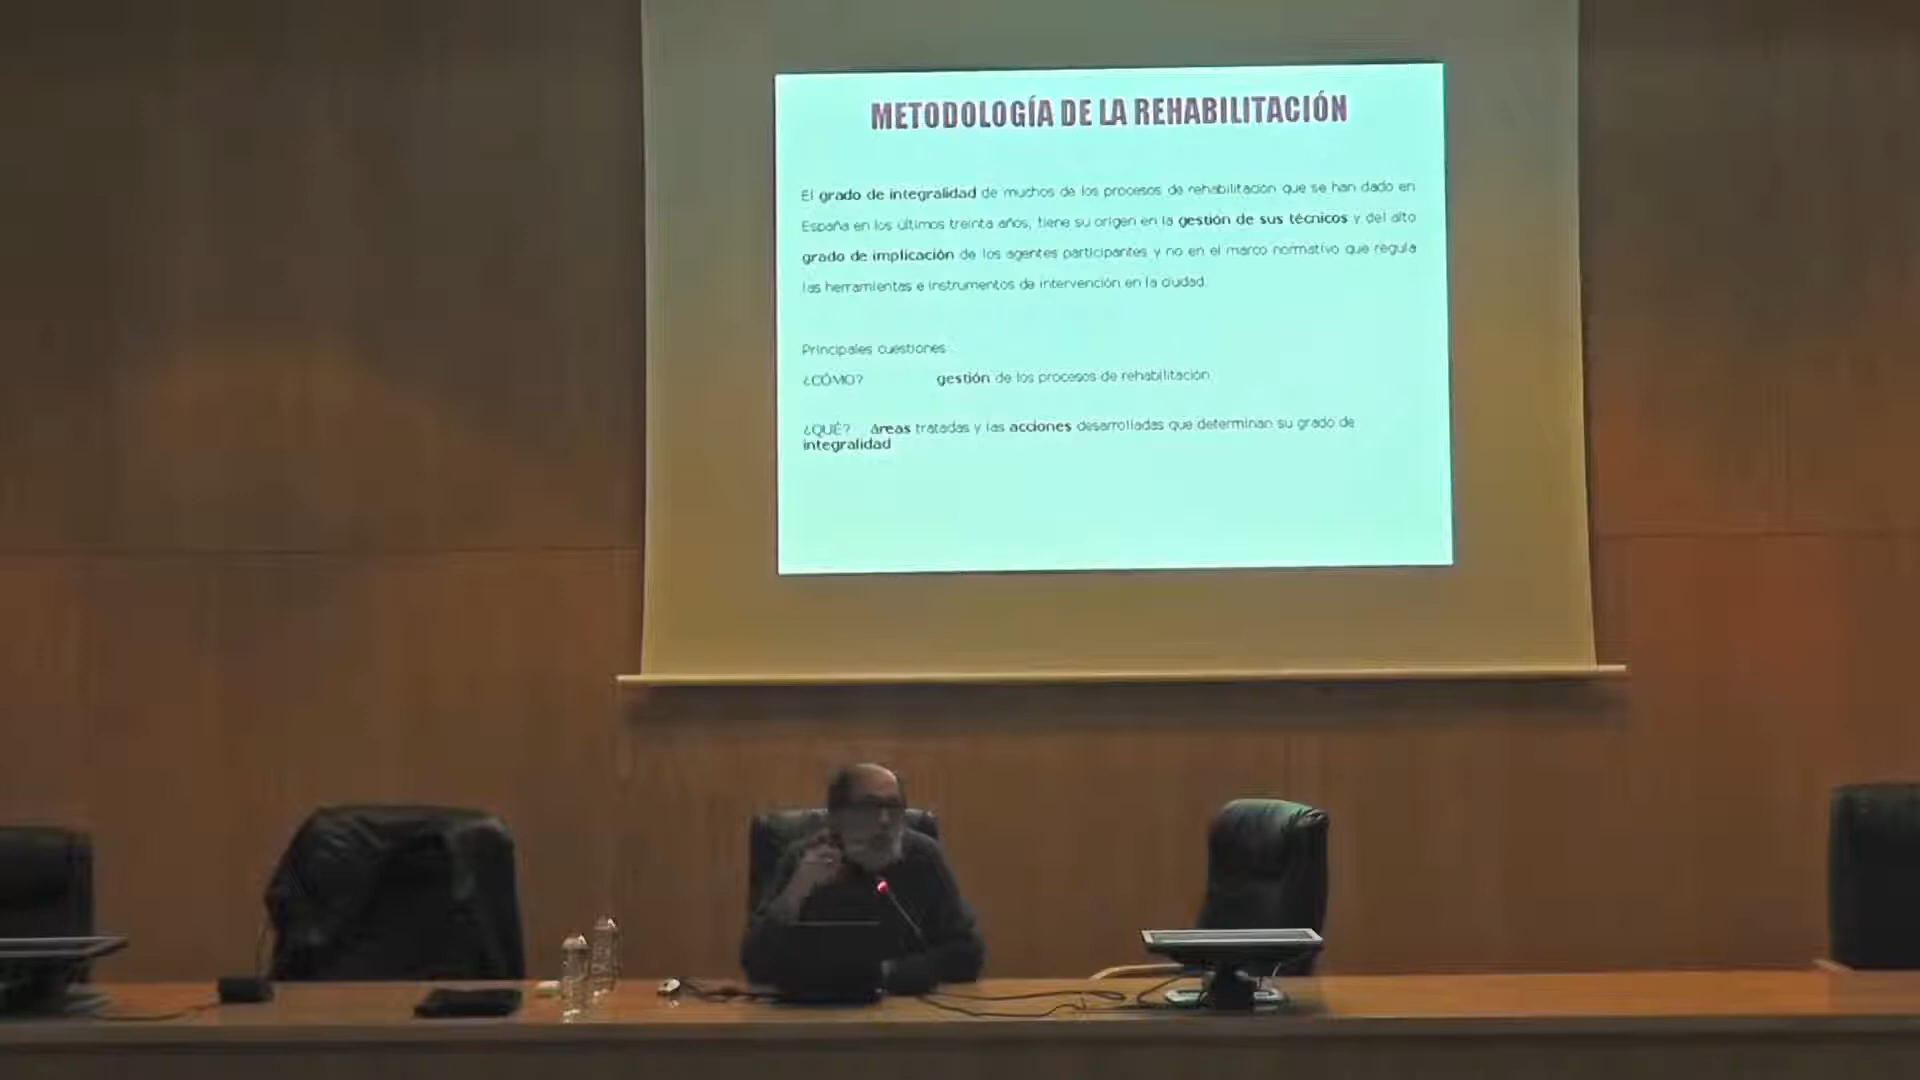 METODOLOGÍA DE LA REHABILITACIÓN
El grado de integralidad de muchos de los procesos de rehabilitación que se han dado en
España en los últimos treinta años, tiene su origen en la gestión de sus técnicos y del alto
grado de implicación de los agentes participantes y no en el marco normativo que regula
las herramientas e instrumentos de intervención en la ciudad.
Principales cuestiones:
¿CÓMO? gestión de los procesos de rehabilitación
¿QUÉ? áreas tratadas y las acciones desarrolladas que determinan su grado de
integralidad